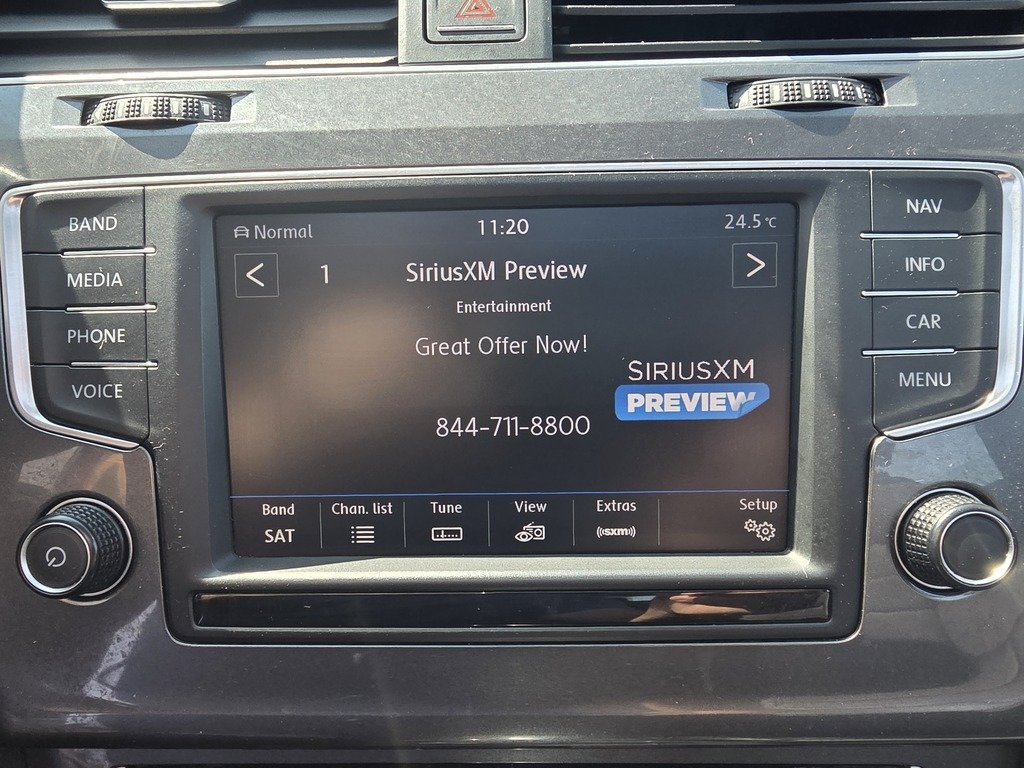 BAND
MEDIA
PHONE
VOICE
Normal 11:20 24.5°C
< 1 SiriusXM Preview >
Entertainment
Great Offer Now!
SIRIUSXM
PREVIEW
844-711-8800
Band Chan. list Tune View Extras Setup
SAT ((sxm))
NAV
INFO
CAR
MENU